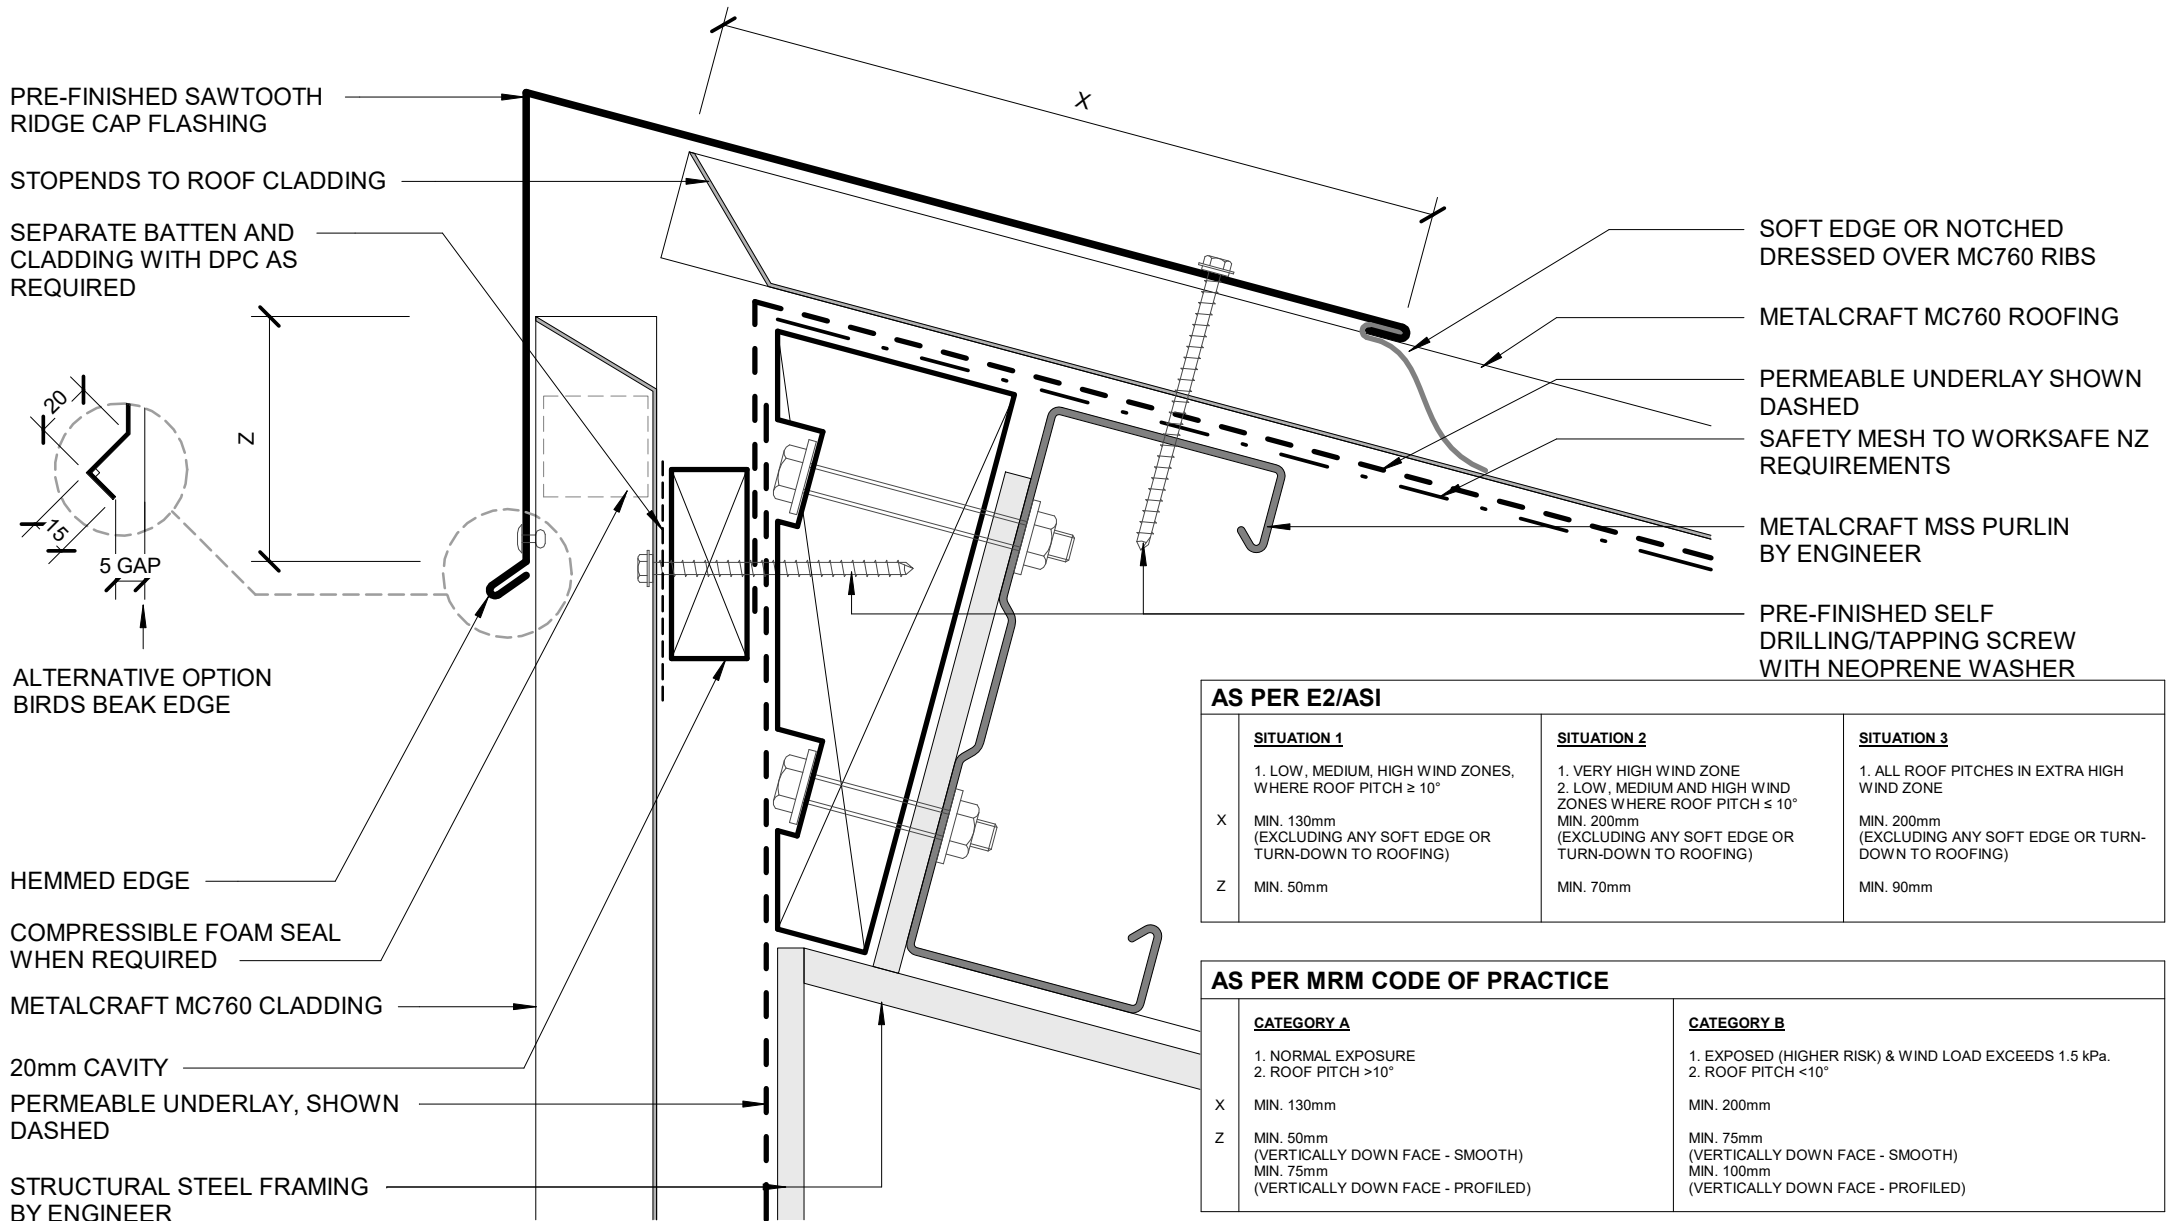 PRE-FINISHED SAWTOOTH
RIDGE CAP FLASHING
STOPENDS TO ROOF CLADDING
SEPARATE BATTEN AND
CLADDING WITH DPC AS
REQUIRED
X
Z
20
15
5 GAP
ALTERNATIVE OPTION
BIRDS BEAK EDGE
HEMMED EDGE
COMPRESSIBLE FOAM SEAL
WHEN REQUIRED
METALCRAFT MC760 CLADDING
20mm CAVITY
PERMEABLE UNDERLAY, SHOWN
DASHED
STRUCTURAL STEEL FRAMING
BY ENGINEER
SOFT EDGE OR NOTCHED
DRESSED OVER MC760 RIBS
METALCRAFT MC760 ROOFING
PERMEABLE UNDERLAY SHOWN
DASHED
SAFETY MESH TO WORKSAFE NZ
REQUIREMENTS
METALCRAFT MSS PURLIN
BY ENGINEER
PRE-FINISHED SELF
DRILLING/TAPPING SCREW
WITH NEOPRENE WASHER
AS PER E2/ASI
SITUATION 1
1. LOW, MEDIUM, HIGH WIND ZONES,
WHERE ROOF PITCH ≥ 10°
X
MIN. 130mm
(EXCLUDING ANY SOFT EDGE OR
TURN-DOWN TO ROOFING)
Z
MIN. 50mm
SITUATION 2
1. VERY HIGH WIND ZONE
2. LOW, MEDIUM AND HIGH WIND
ZONES WHERE ROOF PITCH ≤ 10°
MIN. 200mm
(EXCLUDING ANY SOFT EDGE OR
TURN-DOWN TO ROOFING)
MIN. 70mm
SITUATION 3
1. ALL ROOF PITCHES IN EXTRA HIGH
WIND ZONE
MIN. 200mm
(EXCLUDING ANY SOFT EDGE OR TURN-
DOWN TO ROOFING)
MIN. 90mm
AS PER MRM CODE OF PRACTICE
CATEGORY A
1. NORMAL EXPOSURE
2. ROOF PITCH >10°
X
MIN. 130mm
Z
MIN. 50mm
(VERTICALLY DOWN FACE - SMOOTH)
MIN. 75mm
(VERTICALLY DOWN FACE - PROFILED)
CATEGORY B
1. EXPOSED (HIGHER RISK) & WIND LOAD EXCEEDS 1.5 kPa.
2. ROOF PITCH <10°
MIN. 200mm
MIN. 75mm
(VERTICALLY DOWN FACE - SMOOTH)
MIN. 100mm
(VERTICALLY DOWN FACE - PROFILED)